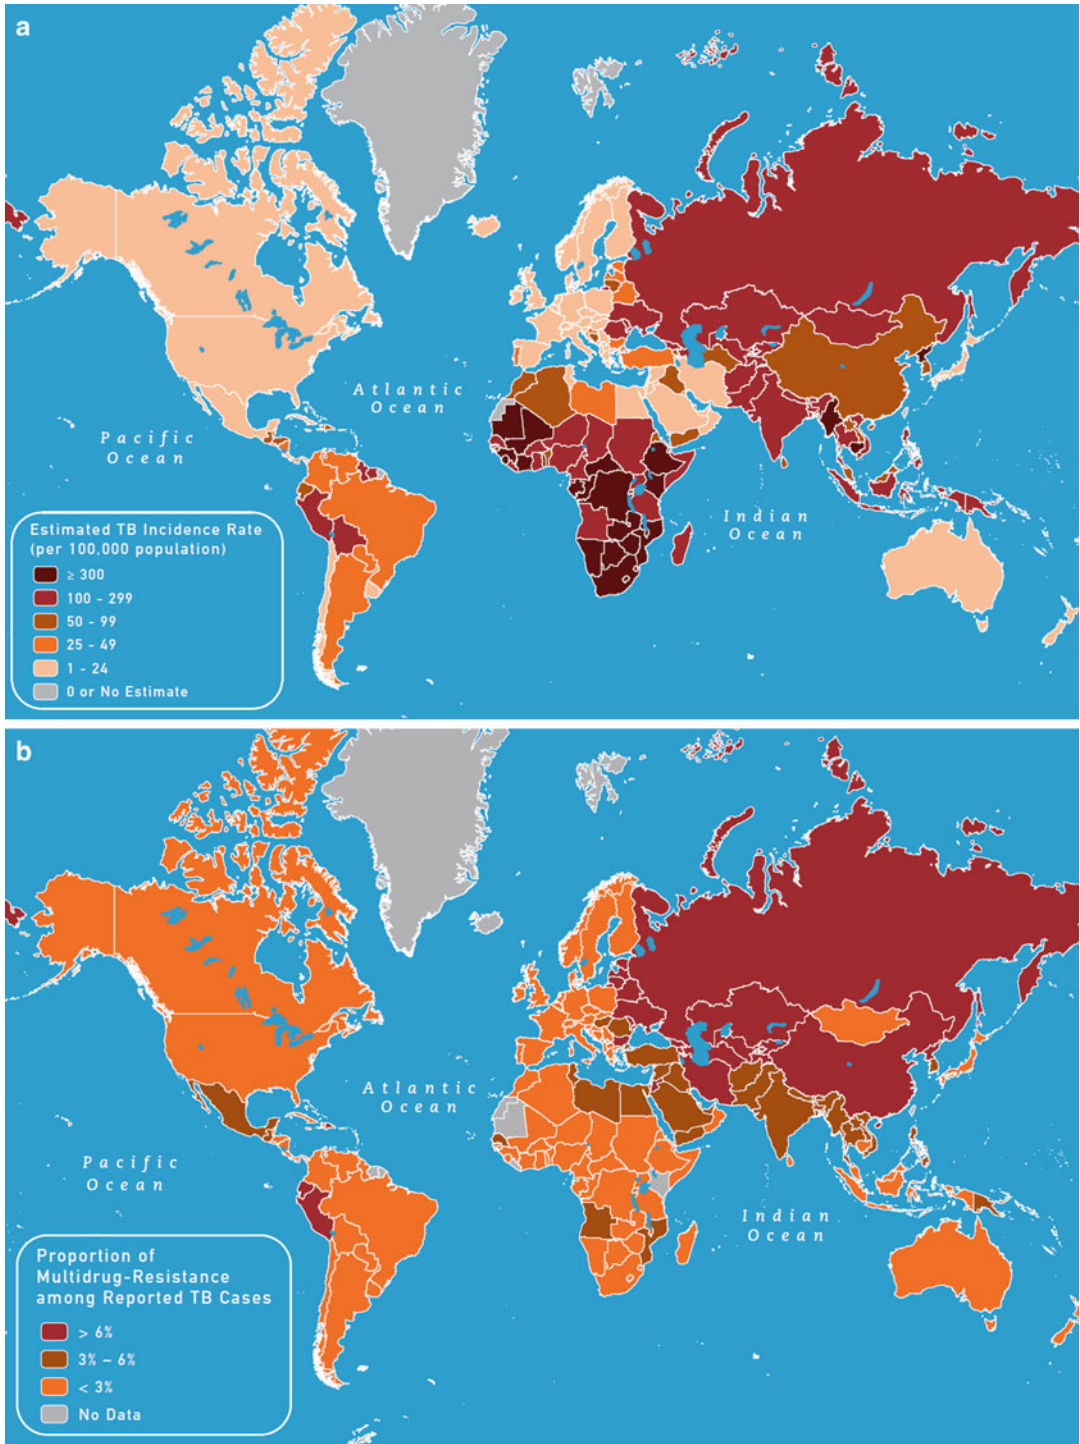 a
Atlantic
Ocean
Pacific
Ocean
Indian
Ocean
Estimated TB Incidence Rate
(per 100,000 population)
≥ 300
100 - 299
50 - 99
25 - 49
1 - 24
0 or No Estimate
b
Atlantic
Ocean
Pacific
Ocean
Indian
Ocean
Proportion of
Multidrug-Resistance
among Reported TB Cases
> 6%
3% – 6%
< 3%
No Data